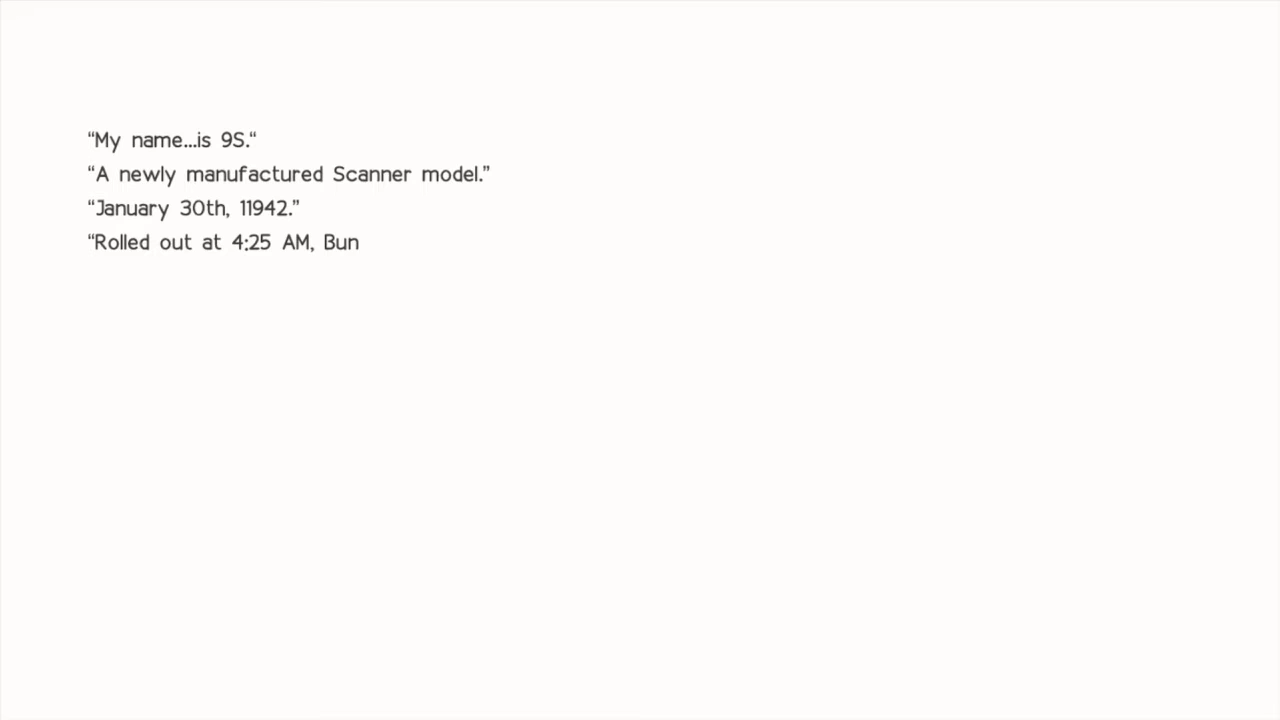 “My name...is 9S.“
“A newly manufactured Scanner model.”
“January 30th, 11942.”
“Rolled out at 4:25 AM, Bun